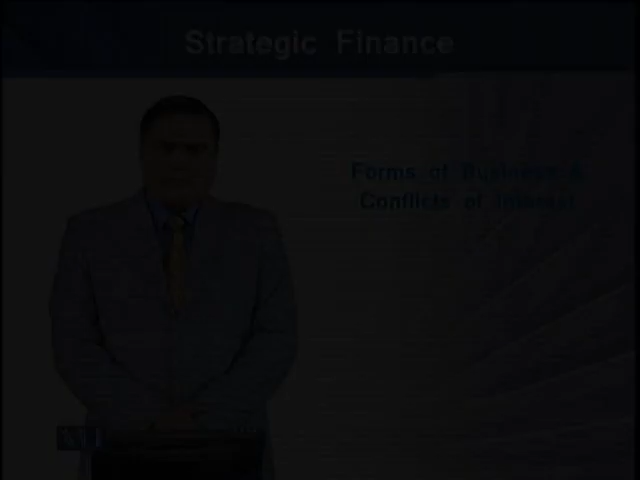 Strategic Finance
Forms of Business &
Conflicts of Interest